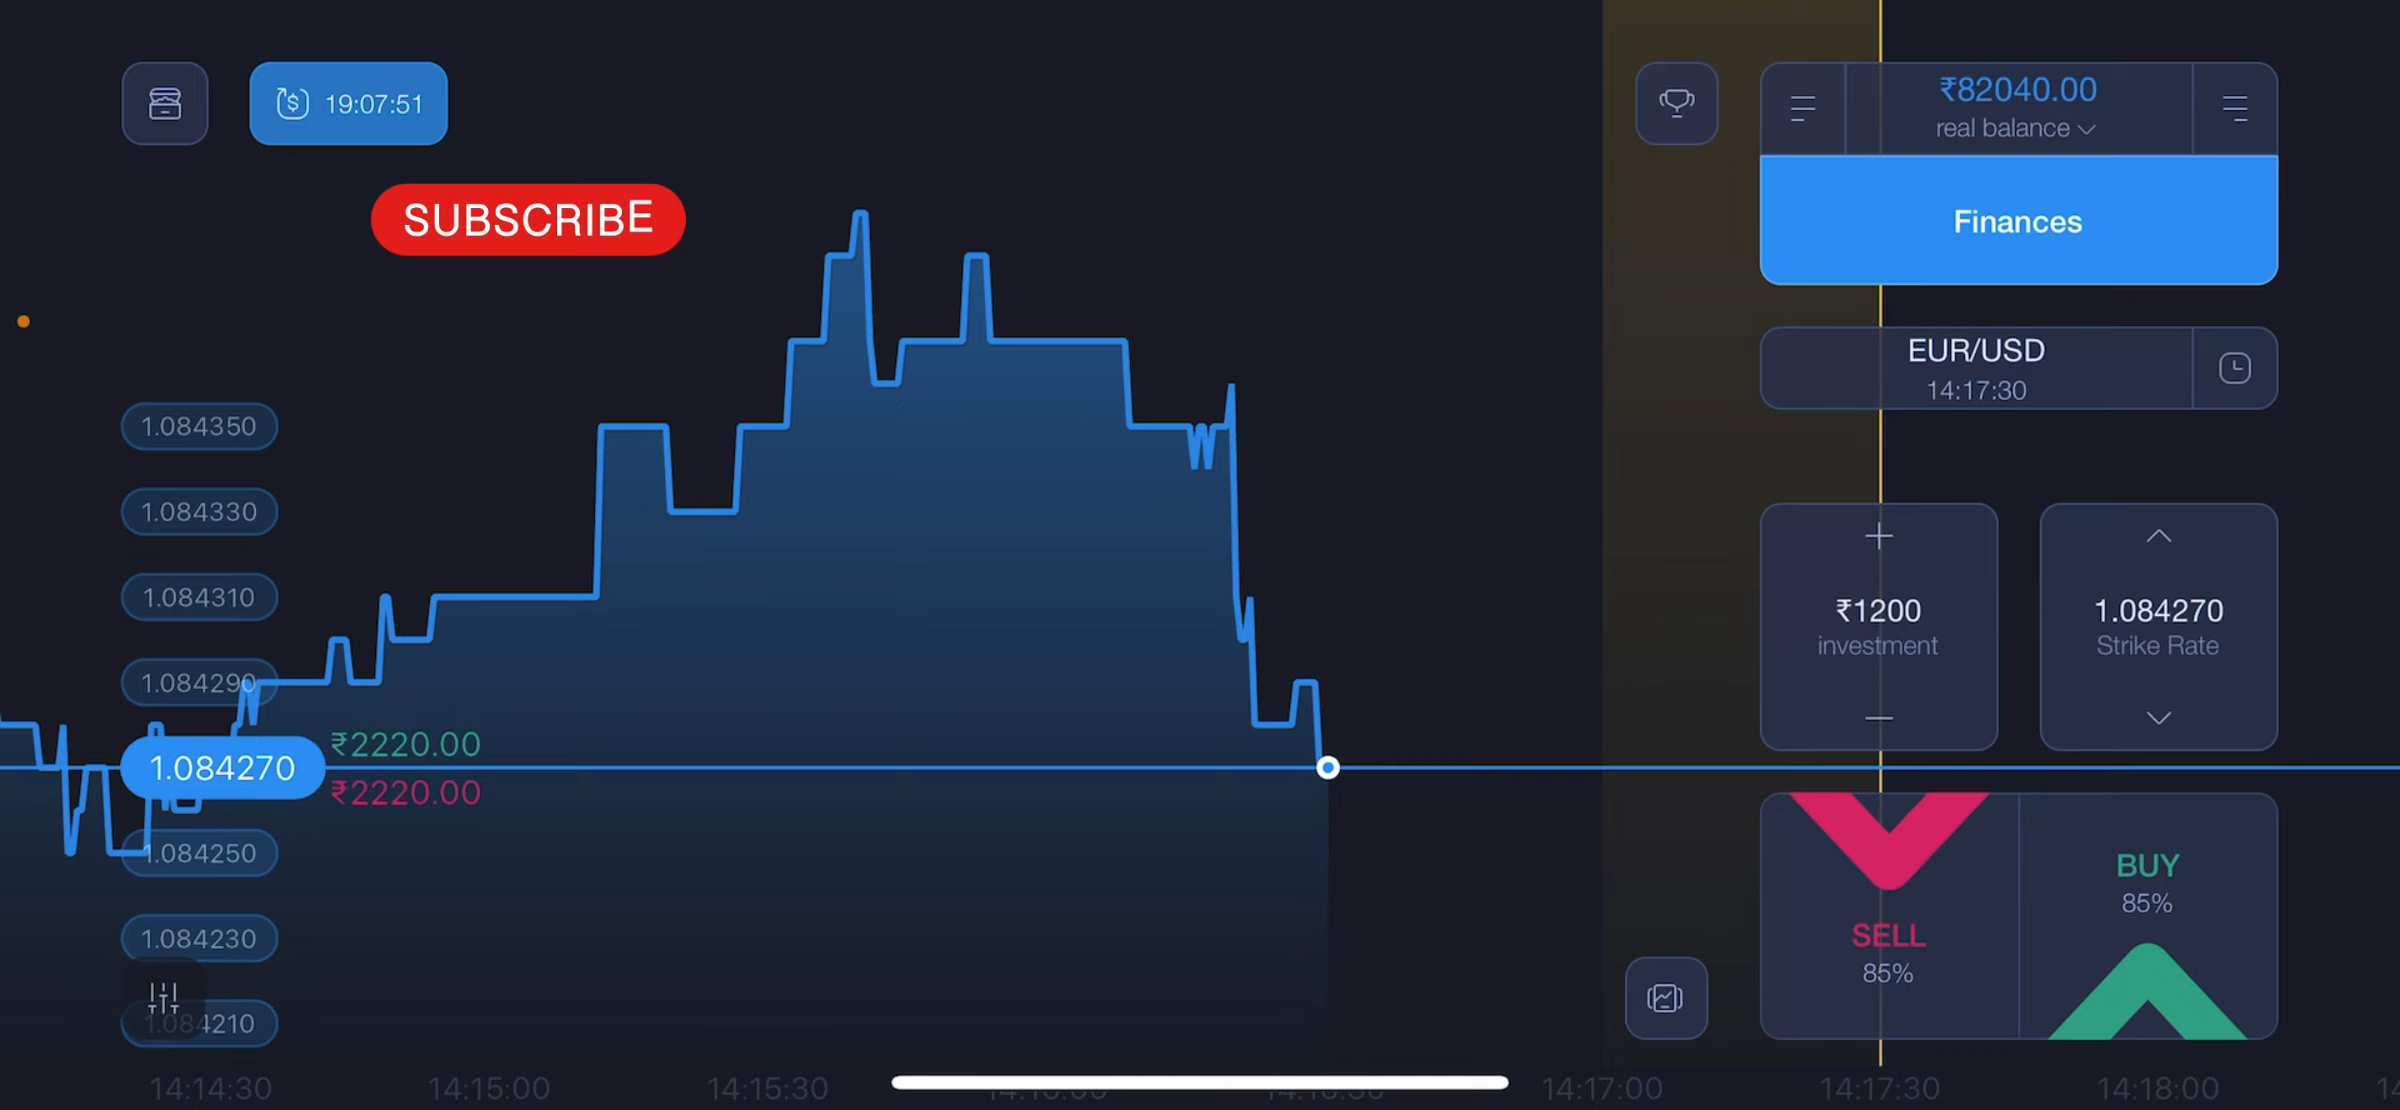 19:07:51
₹82040.00
real balance
Finances
SUBSCRIBE
EUR/USD
14:17:30
1.084350
1.084330
1.084310
1.084290
1.084270
₹2220.00
₹2220.00
1.084250
1.084230
1.084210
₹1200
investment
1.084270
Strike Rate
SELL
85%
BUY
85%
14:14:30
14:15:00
14:15:30
14:17:00
14:17:30
14:18:00